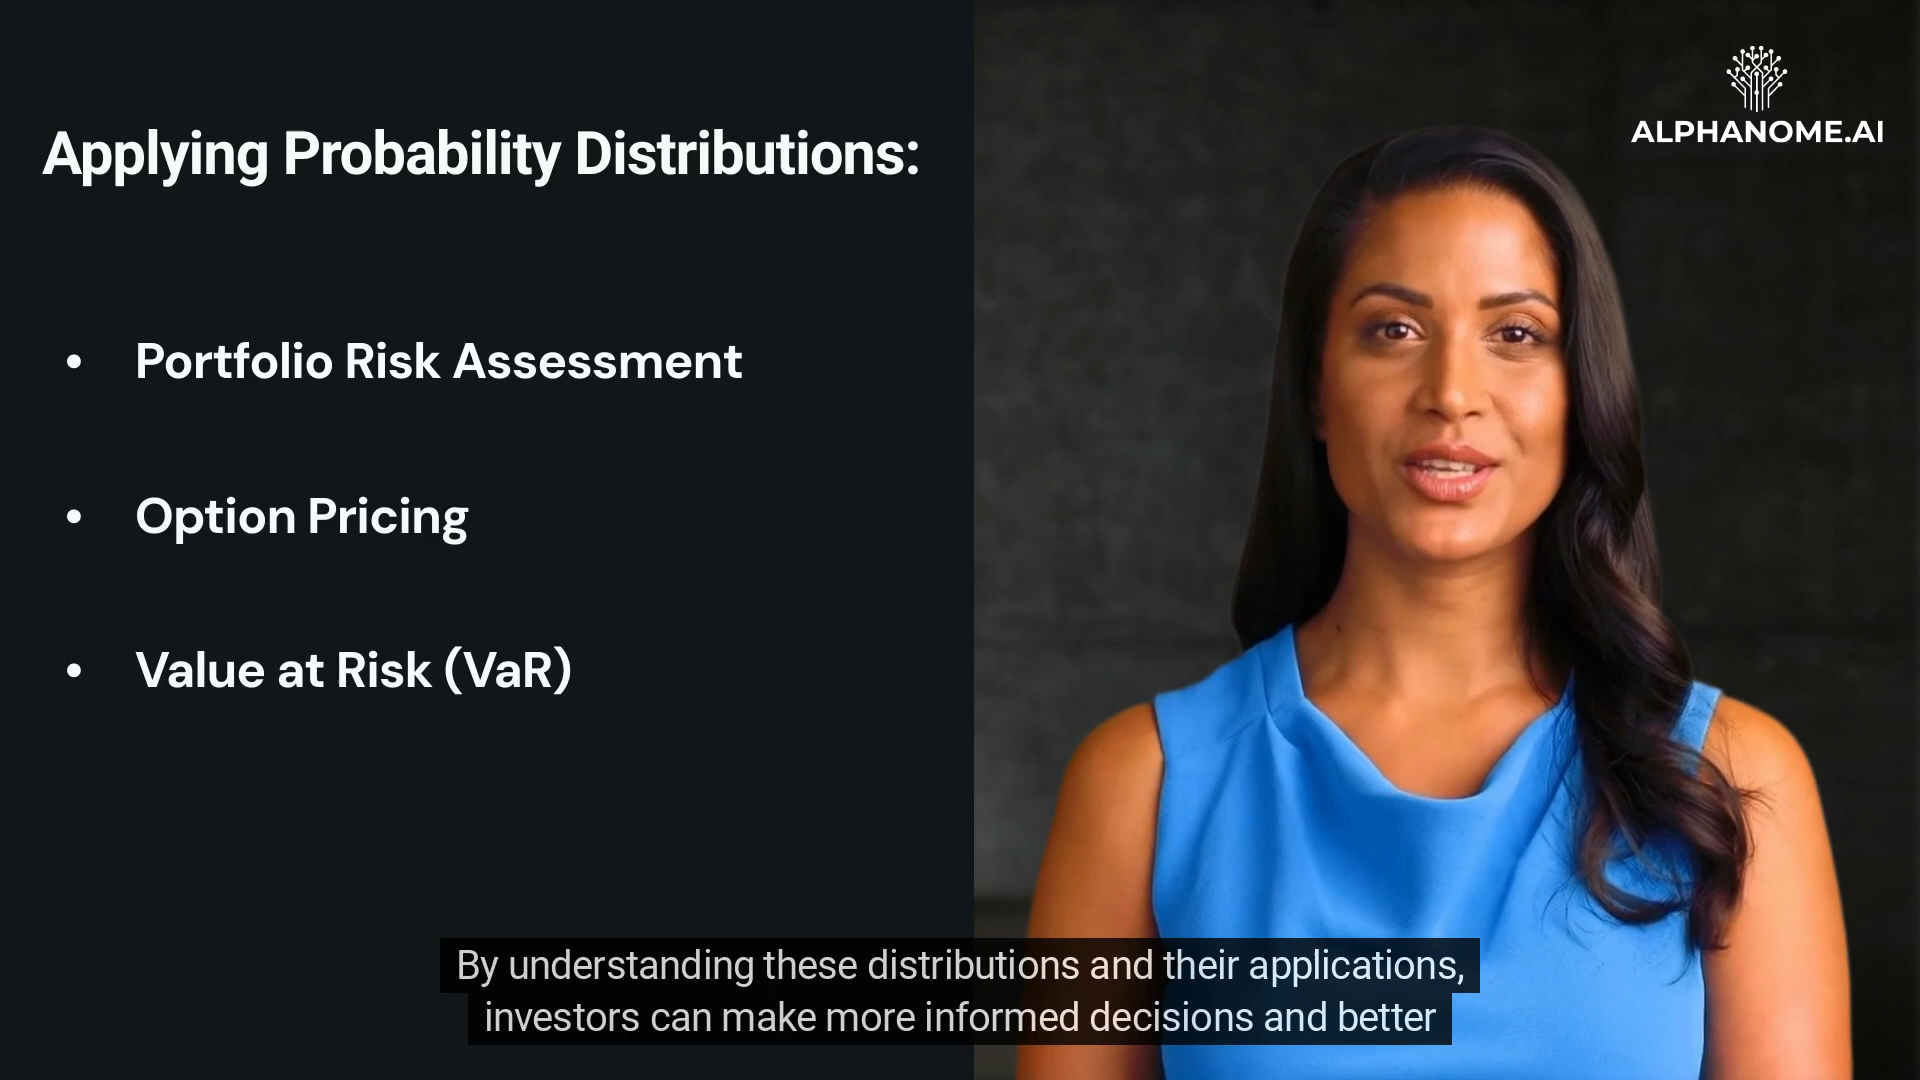 ALPHANOME.AI
Applying Probability Distributions:
• Portfolio Risk Assessment
• Option Pricing
• Value at Risk (VaR)
By understanding these distributions and their applications,
investors can make more informed decisions and better